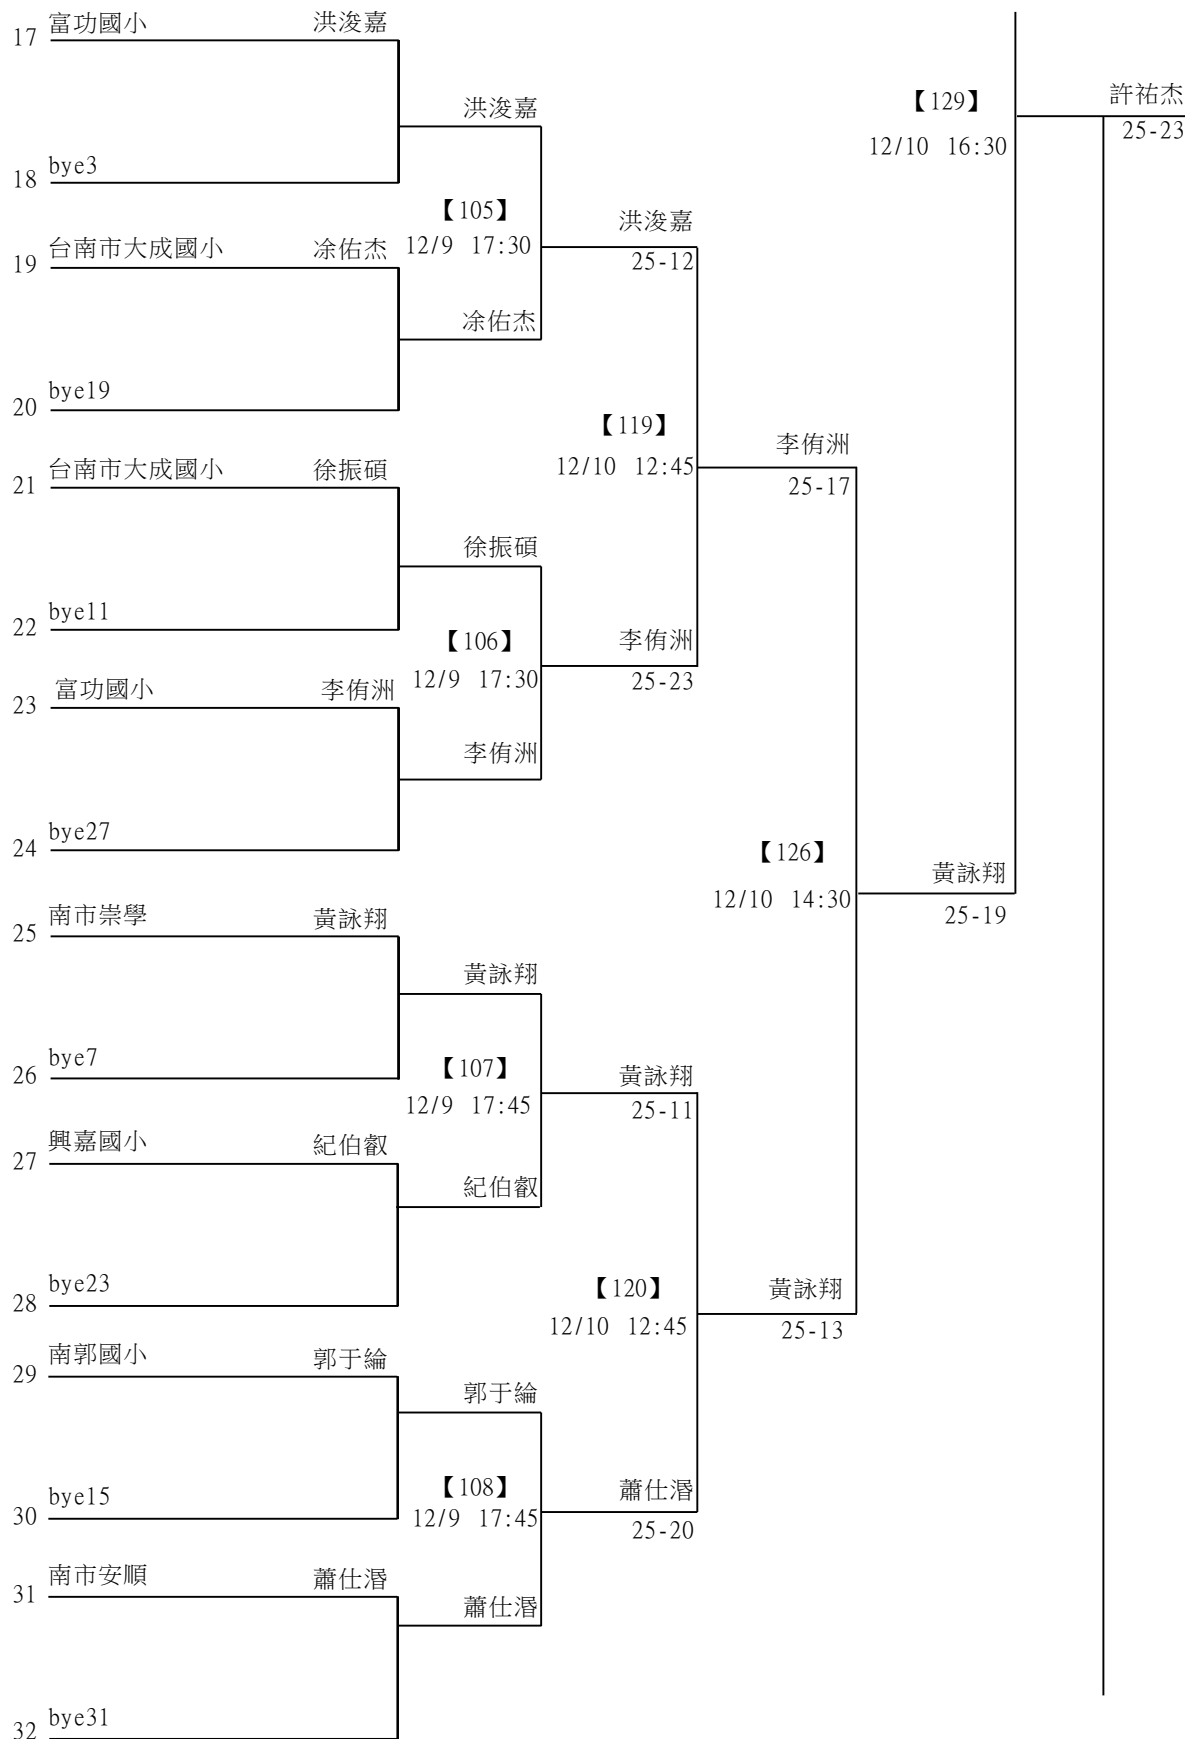 17 富功國小 洪浚嘉
【129】 許祐杰
洪浚嘉
25-23
12/10 16:30
18 bye3
【105】 洪浚嘉
19 台南市大成國小 凃佑杰 12/9 17:30
25-12
凃佑杰
20 bye19
【119】 李侑洲
12/10 12:45
21 台南市大成國小 徐振碩
25-17
徐振碩
22 bye11
【106】 李侑洲
12/9 17:30 25-23
23 富功國小 李侑洲
李侑洲
24 bye27
【126】 黃詠翔
12/10 14:30
25-19
25 南市崇學 黃詠翔
黃詠翔
26 bye7
【107】 黃詠翔
12/9 17:45 25-11
27 興嘉國小 紀伯叡
紀伯叡
28 bye23
【120】 黃詠翔
12/10 12:45 25-13
29 南郭國小 郭于綸
郭于綸
30 bye15
【108】 蕭仕湣
12/9 17:45 25-20
31 南市安順 蕭仕湣
蕭仕湣
32 bye31